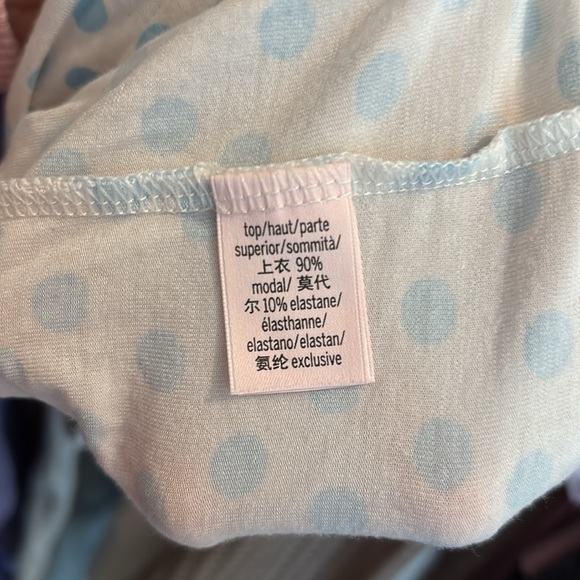 top/haut/parte
superior/sommità/
上衣 90%
modal/ 莫代
尔 10% elastane/
élasthanne/
elastano/elastan/
氨纶 exclusive